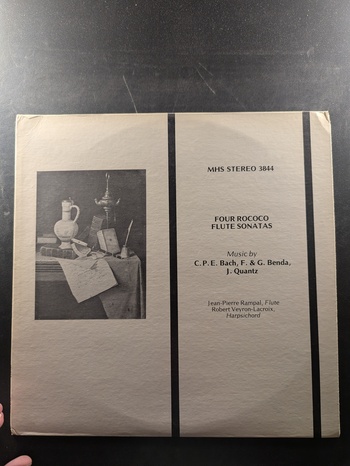 MHS STEREO 3844
FOUR ROCOCO
FLUTE SONATAS
Music by
C. P. E. Bach, F. & G. Benda,
J. Quantz
Jean-Pierre Rampal, Flute
Robert Veyron-Lacroix,
Harpsichord